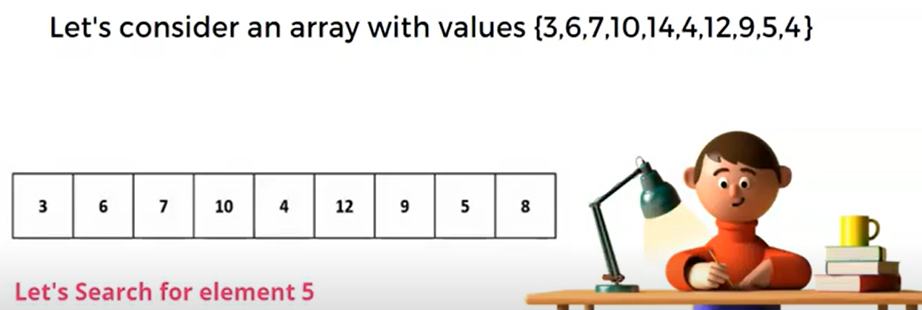 Let's consider an array with values {3,6,7,10,14,4,12,9,5,4}
3 6 7 10 4 12 9 5 8
Let's Search for element 5